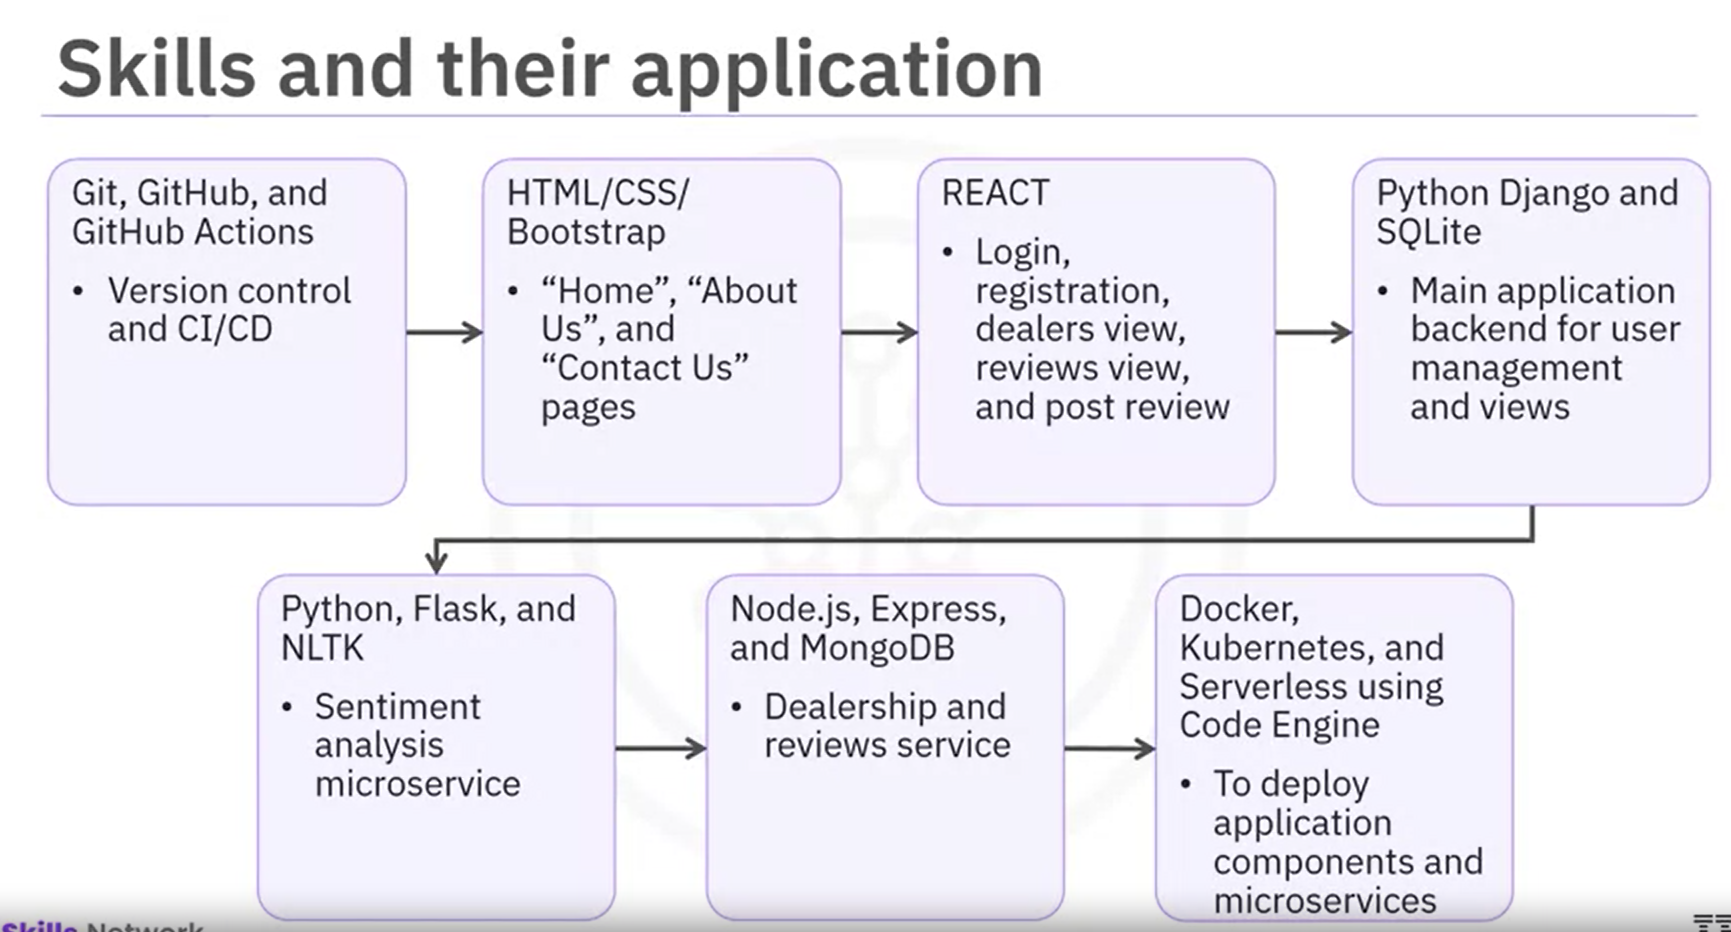 Skills and their application
Git, GitHub, and
GitHub Actions
• Version control
and CI/CD
HTML/CSS/
Bootstrap
• “Home”, “About
Us”, and
“Contact Us”
pages
REACT
• Login,
registration,
dealers view,
reviews view,
and post review
Python Django and
SQLite
• Main application
backend for user
management
and views
Python, Flask, and
NLTK
• Sentiment
analysis
microservice
Node.js, Express,
and MongoDB
• Dealership and
reviews service
Docker,
Kubernetes, and
Serverless using
Code Engine
• To deploy
application
components and
microservices
Skills Network